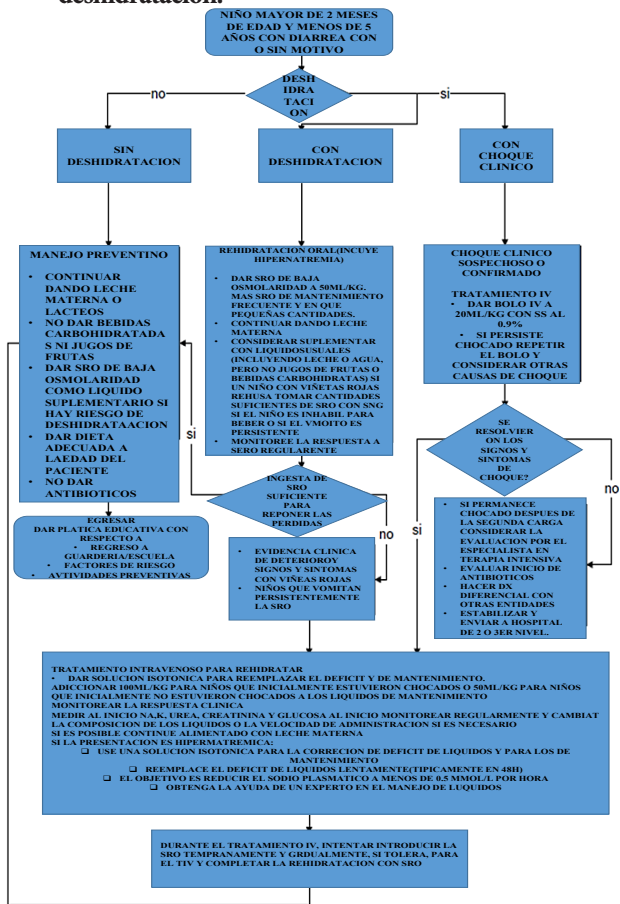 deshidratación.
NIÑO MAYOR DE 2 MESES
DE EDAD Y MENOS DE 5
AÑOS CON DIARREA CON
O SIN MOTIVO
DESH
IDRA
TACI
ON
no
si
SIN
DESHIDRATACION
CON
DESHIDRATACION
CON
CHOQUE
CLINICO
MANEJO PREVENTINO
• CONTINUAR
DANDO LECHE
MATERNA O
LACTEOS
• NO DAR BEBIDAS
CARBOHIDRATADA
S NI JUGOS DE
FRUTAS
• DAR SRO DE BAJA
OSMOLARIDAD
COMO LIQUIDO
SUPLEMENTARIO SI
HAY RIESGO DE
DESHIDRATAACION
• DAR DIETA
ADECUADA A
LAEDAD DEL
PACIENTE
• NO DAR
ANTIBIOTICOS
EGRESAR
DAR PLATICA EDUCATIVA CON
RESPECTO A
• REGRESO A
GUARDERIA/ESCUELA
• FACTORES DE RIESGO
• AVTIVIDADES PREVENTIVAS
REHIDRATACION ORAL(INCUYE
HIPERNATREMIA)
• DAR SRO DE BAJA
OSMOLARIDAD A 50ML/KG.
MAS SRO DE MANTENIMIENTO
FRECUENTE Y EN QUE
PEQUEÑAS CANTIDADES.
• CONTINUAR DANDO LECHE
MATERNA
• CONSIDERAR SUPLEMENTAR
CON LIQUIDOSUSUALES
(INCLUYENDO LECHE O AGUA,
PERO NO JUGOS DE FRUTAS O
BEBIDAS CARBOHIDRATAS) SI
UN NIÑO CON VIÑETAS ROJAS
REHUSA TOMAR CANTIDADES
SUFICIENTES DE SRO CON SNG
SI EL NIÑO ES INHABIL PARA
BEBER O SI EL VMOITO ES
PERSISTENTE
• MONITOREE LA RESPUESTA A
SERO REGULARMENTE
si
INGESTA DE
SRO
SUFICIENTE
PARA
REPONER LAS
PERDIDAS
no
• EVIDENCIA CLINICA
DE DETERIOROY
SIGNOS Y SINTOMAS
CON VIÑEAS ROJAS
• NIÑOS QUE VOMITAN
PERSISTENTEMENTE
LA SRO
CHOQUE CLINICO
SOSPECHOSO O
CONFIRMADO
TRATAMIENTO IV
• DAR BOLO IV A
20ML/KG CON SS AL
0.9%
• SI PERSISTE
CHOCADO REPETIR
EL BOLO Y
CONSIDERAR OTRAS
CAUSAS DE CHOQUE
SE
RESOLVIER
ON LOS
SIGNOS Y
SINTOMAS
DE
CHOQUE?
no
si
• SI PERMANECE
CHOCADO DESPUES DE
LA SEGUNDA CARGA
CONSIDERAR LA
EVALUACION POR EL
ESPECIALISTA EN
TERAPIA INTENSIVA
• EVALUAR INICIO DE
ANTIBIOTICOS
• HACER DX
DIFERENCIAL CON
OTRAS ENTIDADES
• ESTABILIZAR Y
ENVIAR A HOSPITAL
DE 2 O 3ER NIVEL.
TRATAMIENTO INTRAVENOSO PARA REHIDRATAR
• DAR SOLUCION ISOTONICA PARA REEMPLAZAR EL DEFICIT Y DE MANTENIMIENTO.
ADICCIONAR 100ML/KG PARA NIÑOS QUE INICIALMENTE ESTUVIERON CHOCADOS O 50ML/KG PARA NIÑOS
QUE INICIALMENTE NO ESTUVIERON CHOCADOS A LOS LIQUIDOS DE MANTENIMIENTO
MONITOREAR LA RESPUESTA CLINICA
MEDIR AL INICIO NA,K, UREA, CREATININA Y GLUCOSA AL INICIO MONITOREAR REGULARMENTE Y CAMBIAT
LA COMPOSICION DE LOS LIQUIDOS O LA VELOCIDAD DE ADMINISTRACION SI ES NECESARIO
SI ES POSIBLE CONTINUE ALIMENTADO CON LECHE MATERNA
SI LA PRESENTACION ES HIPERMATREMICA:
❑ USE UNA SOLUCION ISOTONICA PARA LA CORRECION DE DEFICIT DE LIQUIDOS Y PARA LOS DE
MANTENIMIENTO
❑ REEMPLACE EL DEFICIT DE LIQUIDOS LENTAMENTE(TIPICAMENTE EN 48H)
❑ EL OBJETIVO ES REDUCIR EL SODIO PLASMATICO A MENOS DE 0.5 MMOL/L POR HORA
❑ OBTENGA LA AYUDA DE UN EXPERTO EN EL MANEJO DE LUQUIDOS
DURANTE EL TRATAMIENTO IV, INTENTAR INTRODUCIR LA
SRO TEMPRANAMENTE Y GRDUALMENTE, SI TOLERA, PARA
EL TIV Y COMPLETAR LA REHIDRATACION CON SRO